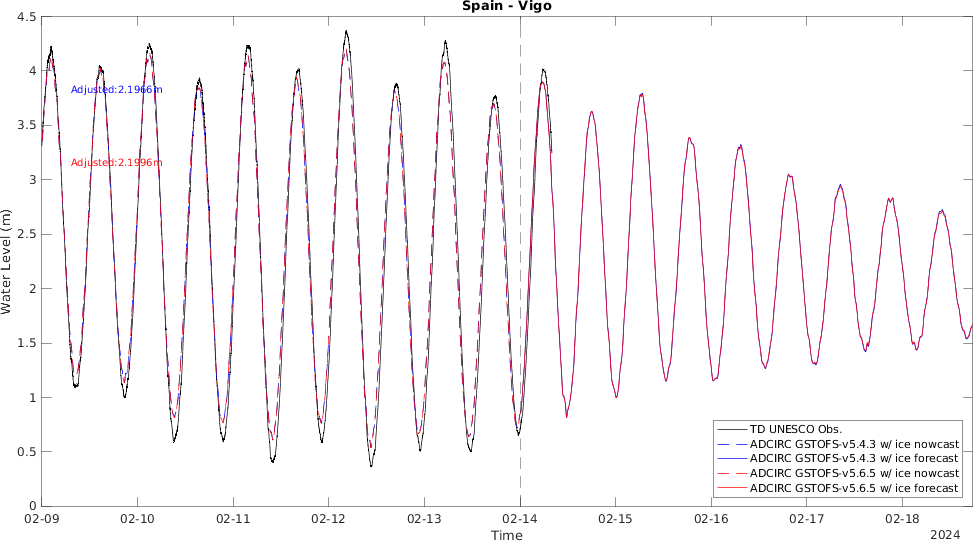 Spain - Vigo
4.5
4
3.5
3
2.5
2
1.5
1
0.5
0
Water Level (m)
Adjusted:2.1966m
Adjusted:2.1996m
TD UNESCO Obs.
ADCIRC GSTOFS-v5.4.3 w/ ice nowcast
ADCIRC GSTOFS-v5.4.3 w/ ice forecast
ADCIRC GSTOFS-v5.6.5 w/ ice nowcast
ADCIRC GSTOFS-v5.6.5 w/ ice forecast
02-09 02-10 02-11 02-12 02-13 02-14 02-15 02-16 02-17 02-18
Time
2024